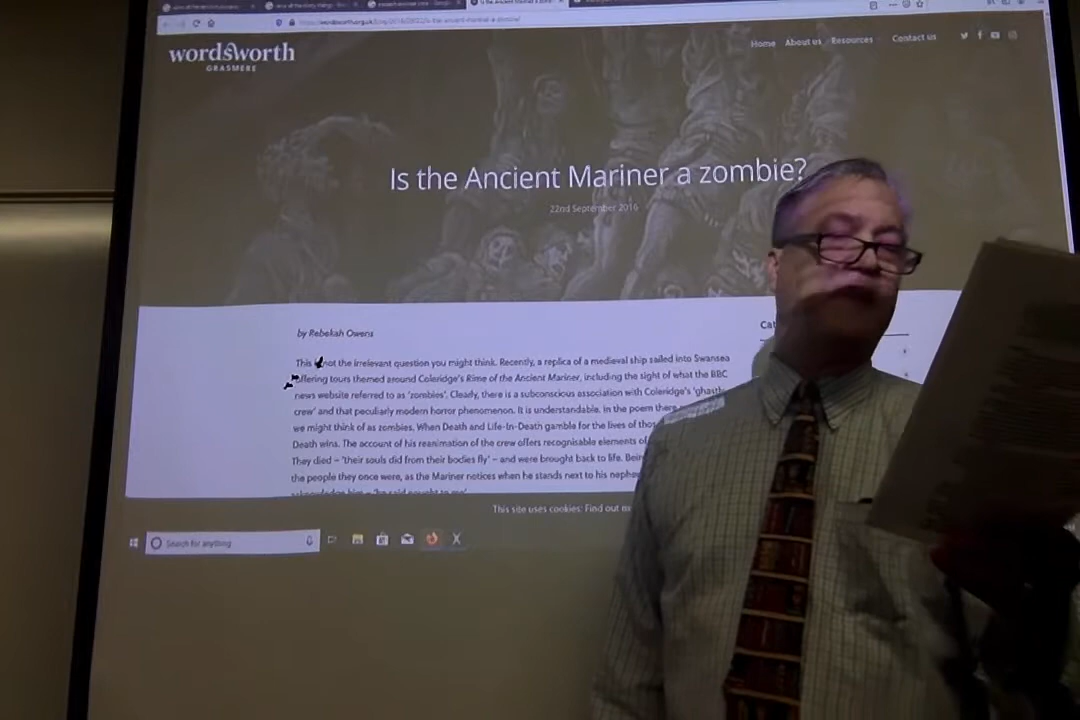 wordsworth
GRASMERE
Home About us Resources Contact us
Is the Ancient Mariner a zombie?
22nd September 2016
by Rebekah Owens
Cat
This is not the irrelevant question you might think. Recently, a replica of a medieval ship sailed into Swansea
offering tours themed around Coleridge's Rime of the Ancient Mariner, including the sight of what the BBC
news website referred to as 'zombies'. Clearly, there is a subconscious association with Coleridge's 'ghastly
crew' and that peculiarly modern horror phenomenon. It is understandable. In the poem there
we might think of as zombies. When Death and Life-In-Death gamble for the lives of
Death wins. The account of his reanimation of the crew offers recognisable elements of
They died – 'their souls did from their bodies fly' – and were brought back to life.
the people they once were, as the Mariner notices when he stands next to his
This site uses cookies: Find out
Search for anything